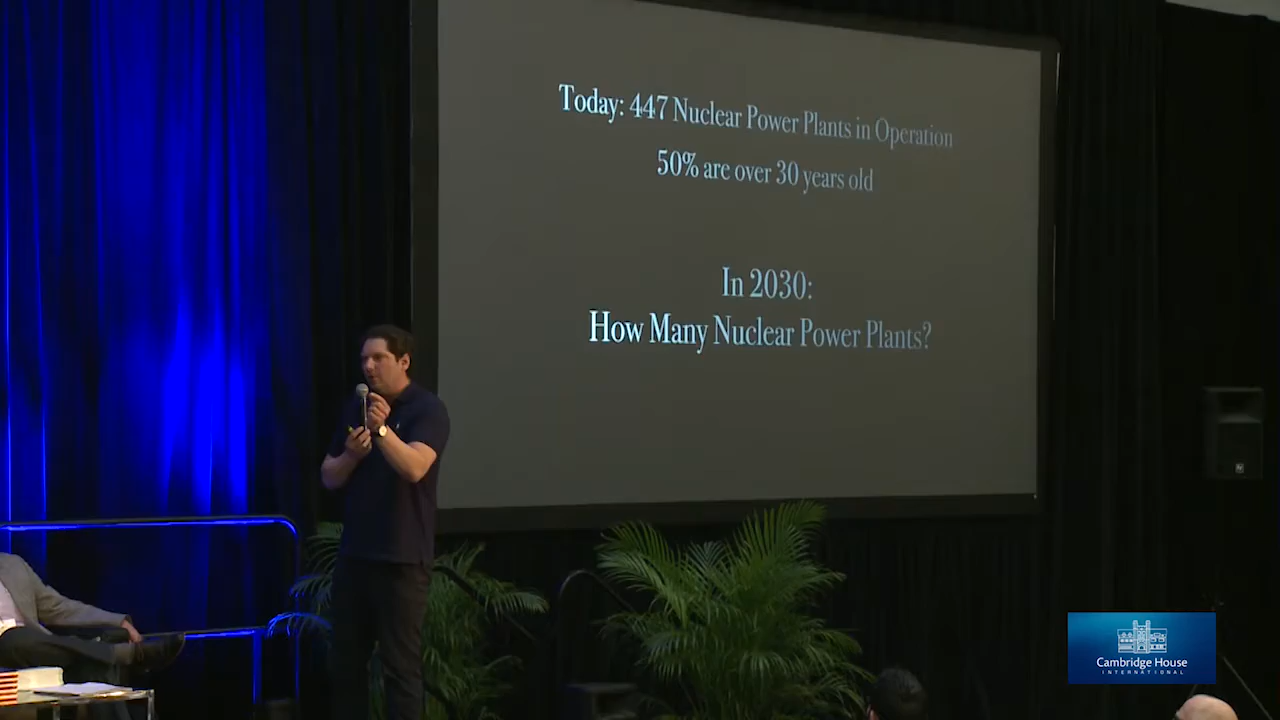 Today: 447 Nuclear Power Plants in Operation
50% are over 30 years old
In 2030:
How Many Nuclear Power Plants?
Cambridge House
INTERNATIONAL